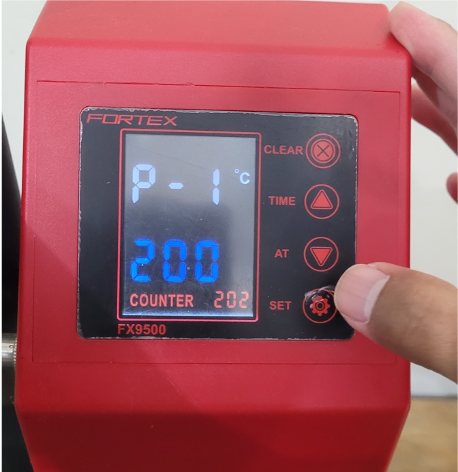 FORTEX
CLEAR
P-1 °C
TIME
200
AT
COUNTER 202
SET
FX9500